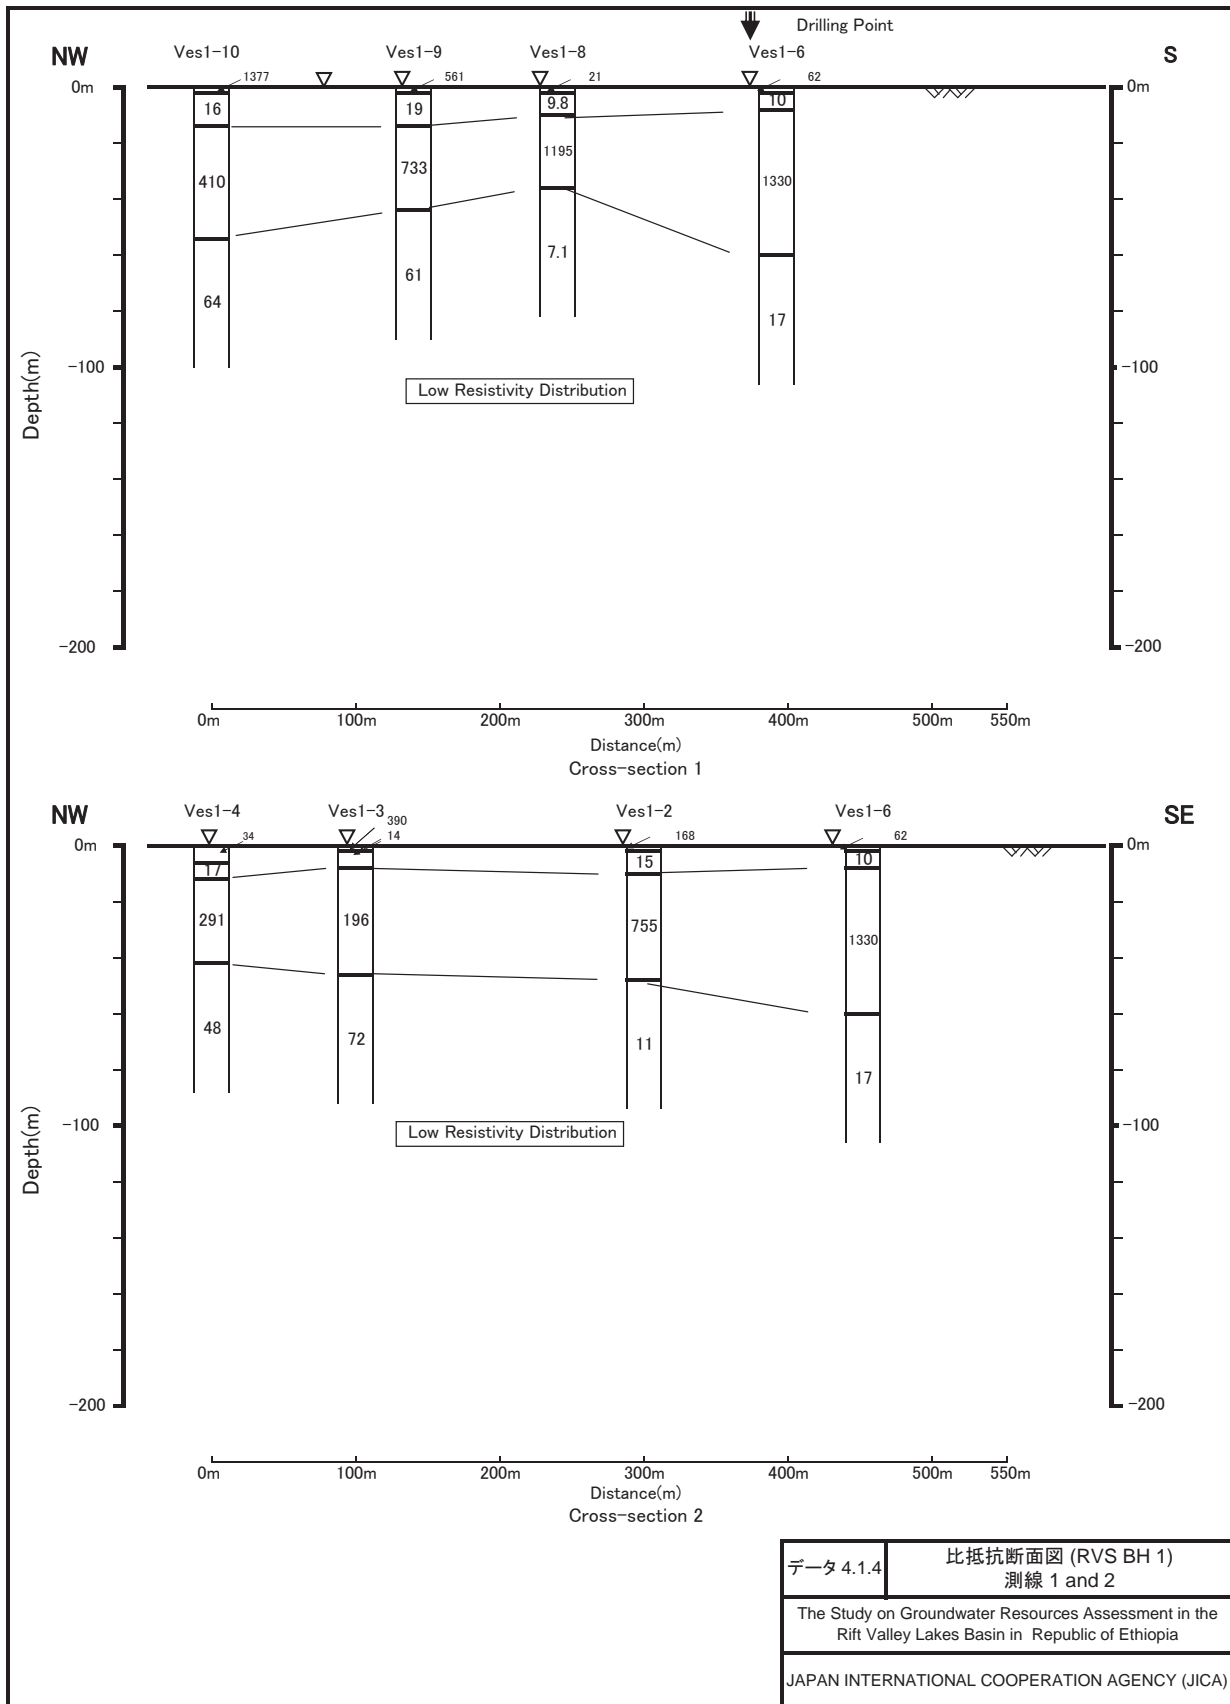 Drilling Point
NW
Ves1-10
Ves1-9
Ves1-8
Ves1-6
S
0m
1377
561
21
62
0m
16
19
9.8
10
410
733
1195
1330
64
61
7.1
17
Depth(m)
-100
-100
Low Resistivity Distribution
-200
-200
0m
100m
200m
300m
400m
500m
550m
Distance(m)
Cross-section 1
NW
Ves1-4
Ves1-3
Ves1-2
Ves1-6
SE
390
0m
34
14
168
62
0m
17
15
10
291
196
755
1330
48
72
11
17
Depth(m)
-100
-100
Low Resistivity Distribution
-200
-200
0m
100m
200m
300m
400m
500m
550m
Distance(m)
Cross-section 2
データ 4.1.4
比抵抗断面図 (RVS BH 1)
測線 1 and 2
The Study on Groundwater Resources Assessment in the
Rift Valley Lakes Basin in Republic of Ethiopia
JAPAN INTERNATIONAL COOPERATION AGENCY (JICA)